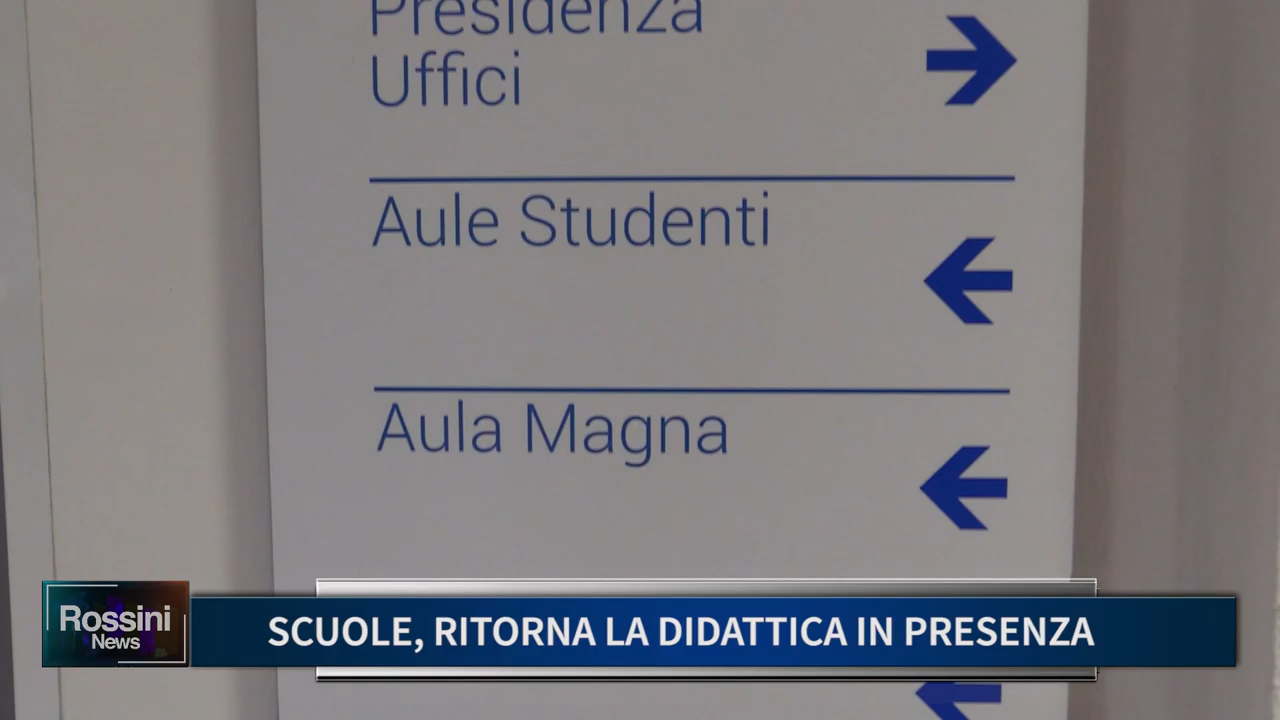 Presidenza
Uffici
Aule Studenti
Aula Magna
Rossini
News
SCUOLE, RITORNA LA DIDATTICA IN PRESENZA